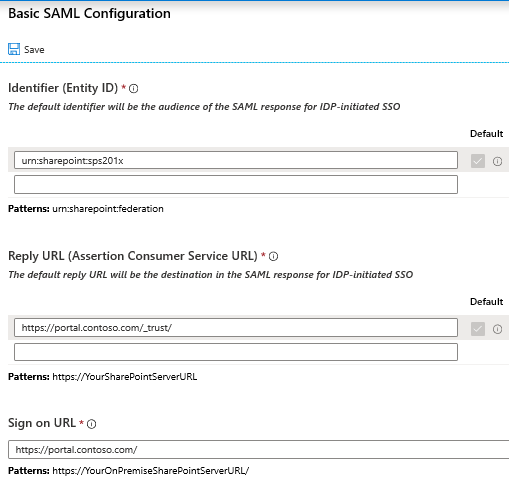 Basic SAML Configuration
Save
Identifier (Entity ID) *
The default identifier will be the audience of the SAML response for IDP-initiated SSO
Default
urn:sharepoint:sps201x
Patterns: urn:sharepoint:federation
Reply URL (Assertion Consumer Service URL) *
The default reply URL will be the destination in the SAML response for IDP-initiated SSO
Default
https://portal.contoso.com/_trust/
Patterns: https://YourSharePointServerURL
Sign on URL *
https://portal.contoso.com/
Patterns: https://YourOnPremiseSharePointServerURL/